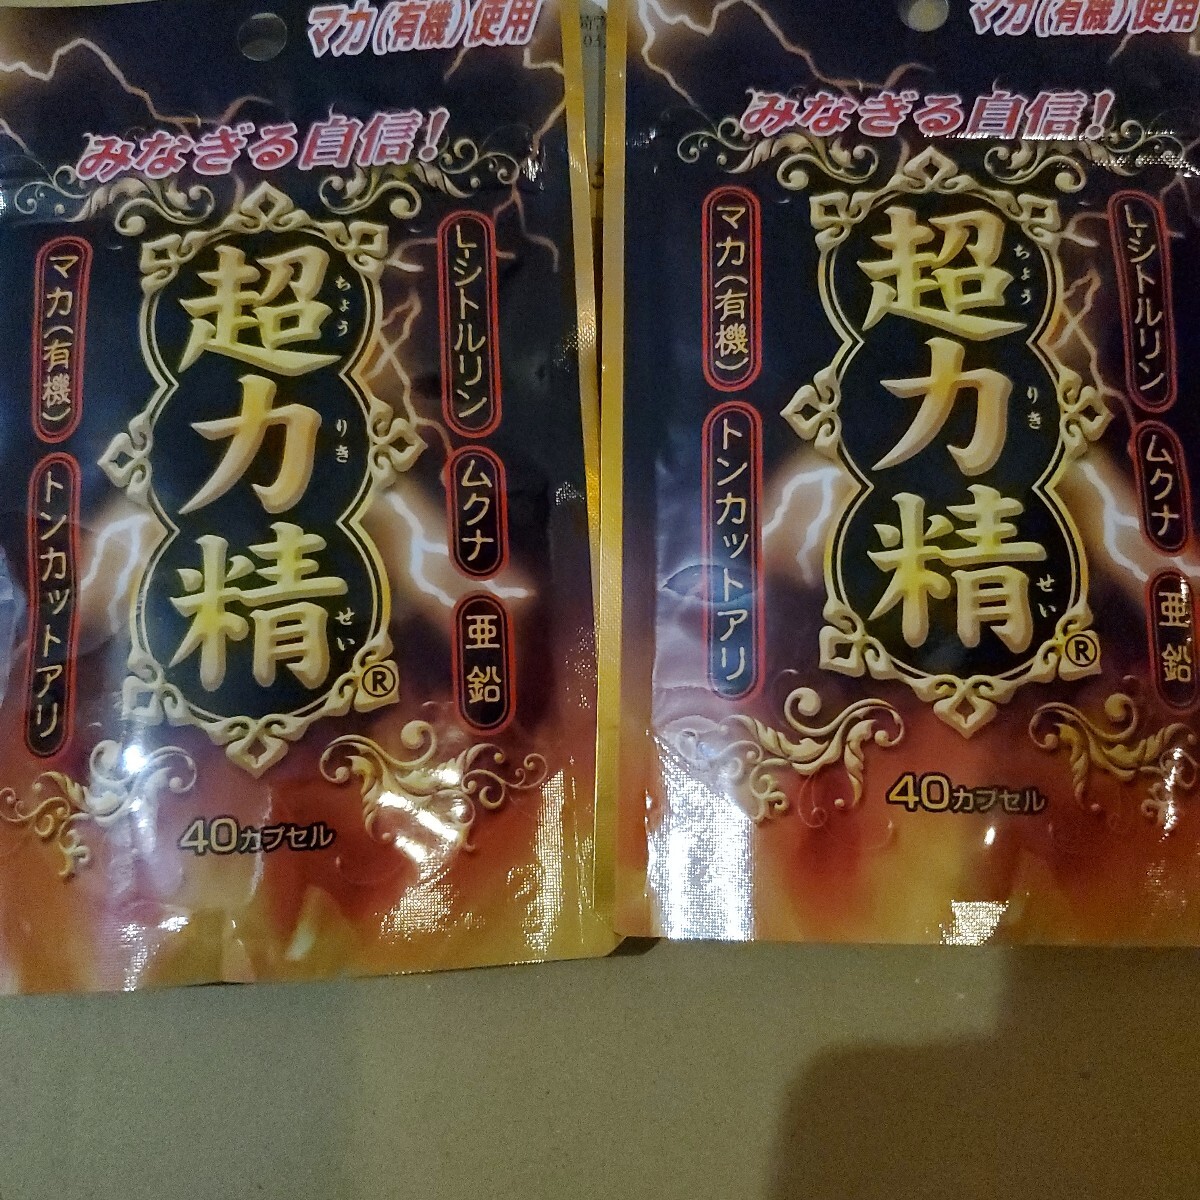 マカ(有機)使用
みなぎる自信!
超力精
ちょう
りき
せい
®
L-シトルリン
ムクナ
亜鉛
マカ(有機)
トンカットアリ
40カプセル
マカ(有機)使用
みなぎる自信!
超力精
ちょう
りき
せい
®
L-シトルリン
ムクナ
亜鉛
マカ(有機)
トンカットアリ
40カプセル